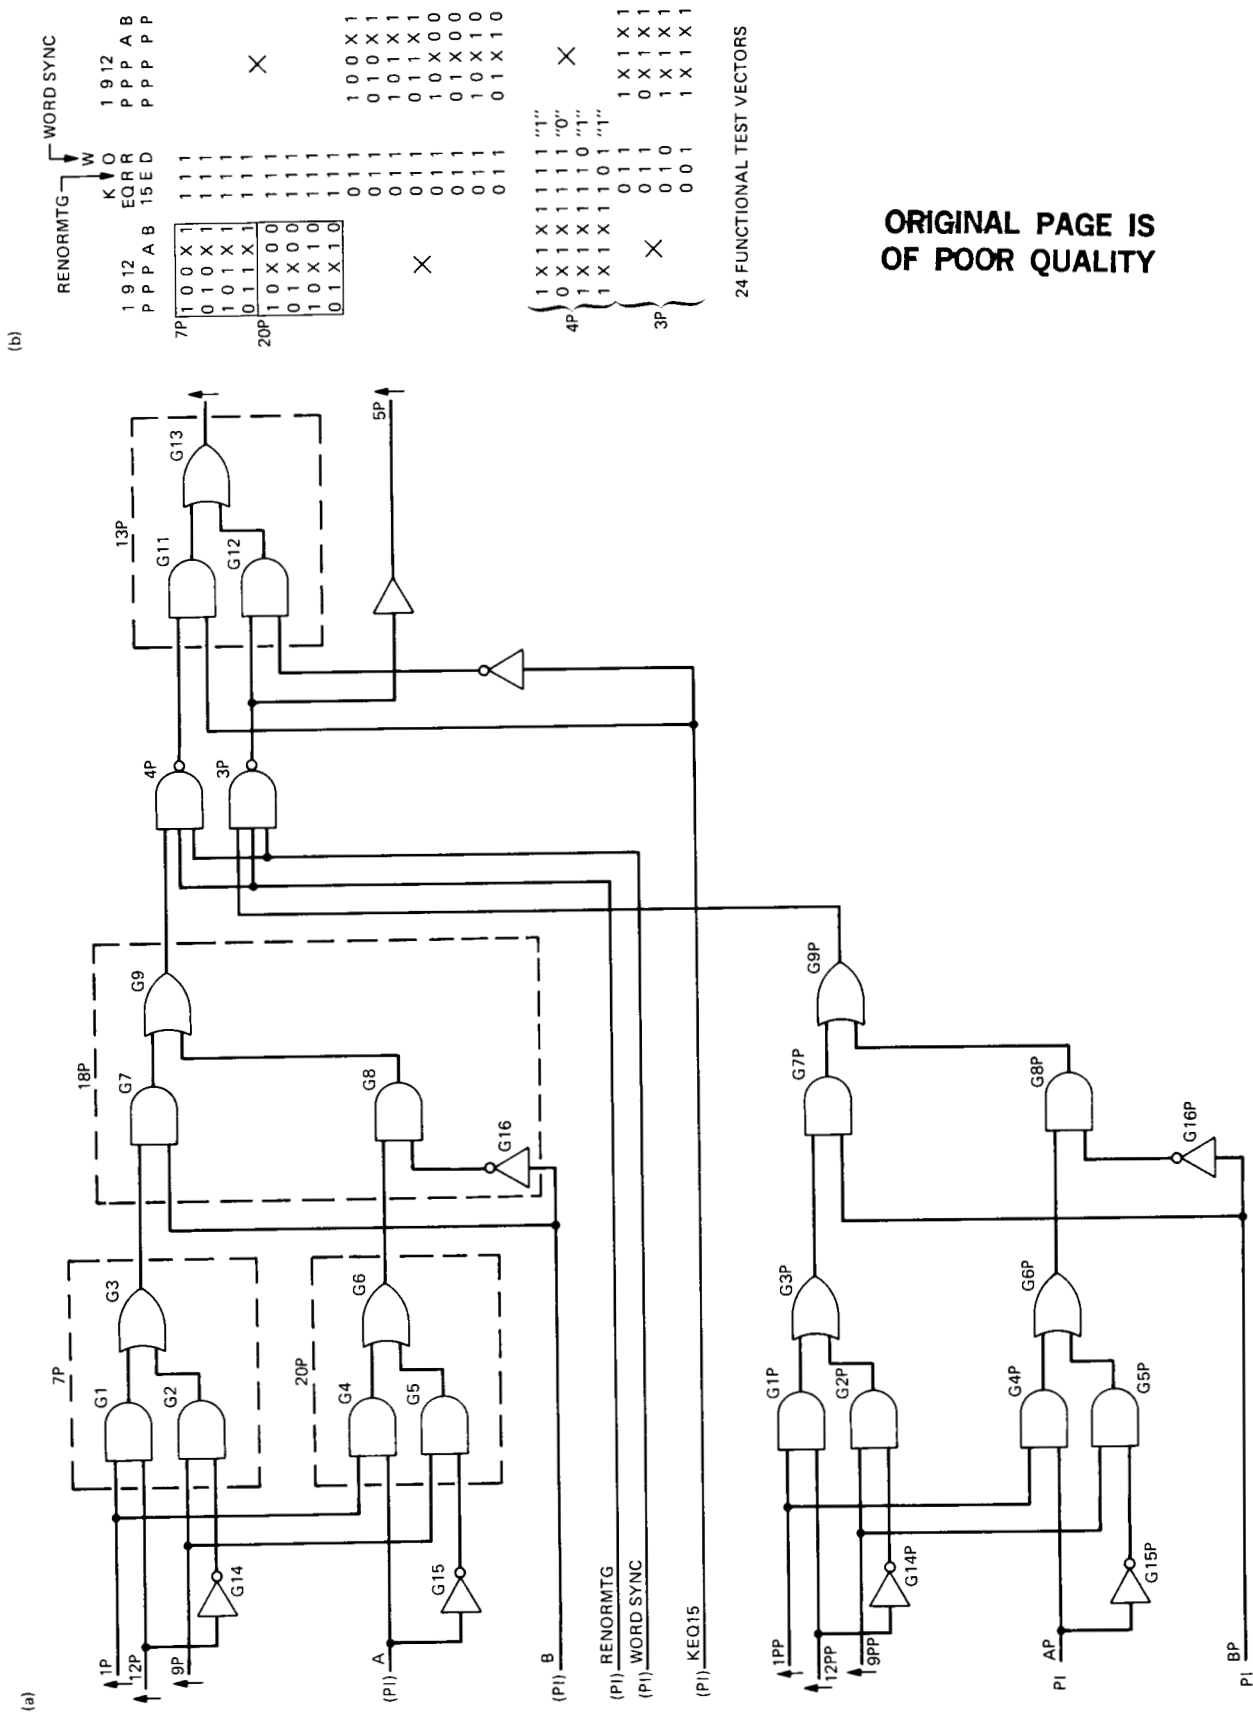 (a)
1P
12P
9P
G14
A
(PI)
G15
B
(PI)
RENORMTG
(PI)
WORD SYNC
(PI)
KEQ15
(PI)
7P
G1
G2
G3
20P
G4
G5
G6
18P
G7
G8
G9
G16
4P
3P
13P
G11
G12
G13
5P
1PP
12PP
9PP
G14P
AP
PI
G15P
BP
PI
G1P
G2P
G3P
G4P
G5P
G6P
G7P
G8P
G9P
G16P
(b)
RENORMTG
WORD SYNC
W
K O
1 9 12 EQRR 1 9 12
P P P A B 15ED P P P A B
P P P P P
7P 1 0 0 X 1 1 1 1
0 1 0 X 1 1 1 1
1 0 1 X 1 1 1 1
0 1 1 X 1 1 1 1
20P 1 0 X 0 0 1 1 1
0 1 X 0 0 1 1 1
1 0 X 1 0 1 1 1
0 1 X 1 0 1 1 1
0 1 1 1 0 0 X 1
0 1 1 0 1 0 X 1
0 1 1 1 0 1 X 1
0 1 1 0 1 1 X 1
0 1 1 1 0 X 0 0
0 1 1 0 1 X 0 0
0 1 1 1 0 X 1 0
0 1 1 0 1 X 1 0
4P
1 X 1 X 1 1 1 1 "1"
0 X 1 X 1 1 1 1 "0"
1 X 1 X 1 1 1 0 "1"
1 X 1 X 1 1 0 1 "1"
3P
0 1 1 1 X 1 X 1
0 1 1 0 X 1 X 1
0 1 0 1 X 1 X 1
0 0 1 1 X 1 X 1
24 FUNCTIONAL TEST VECTORS
ORIGINAL PAGE IS
OF POOR QUALITY